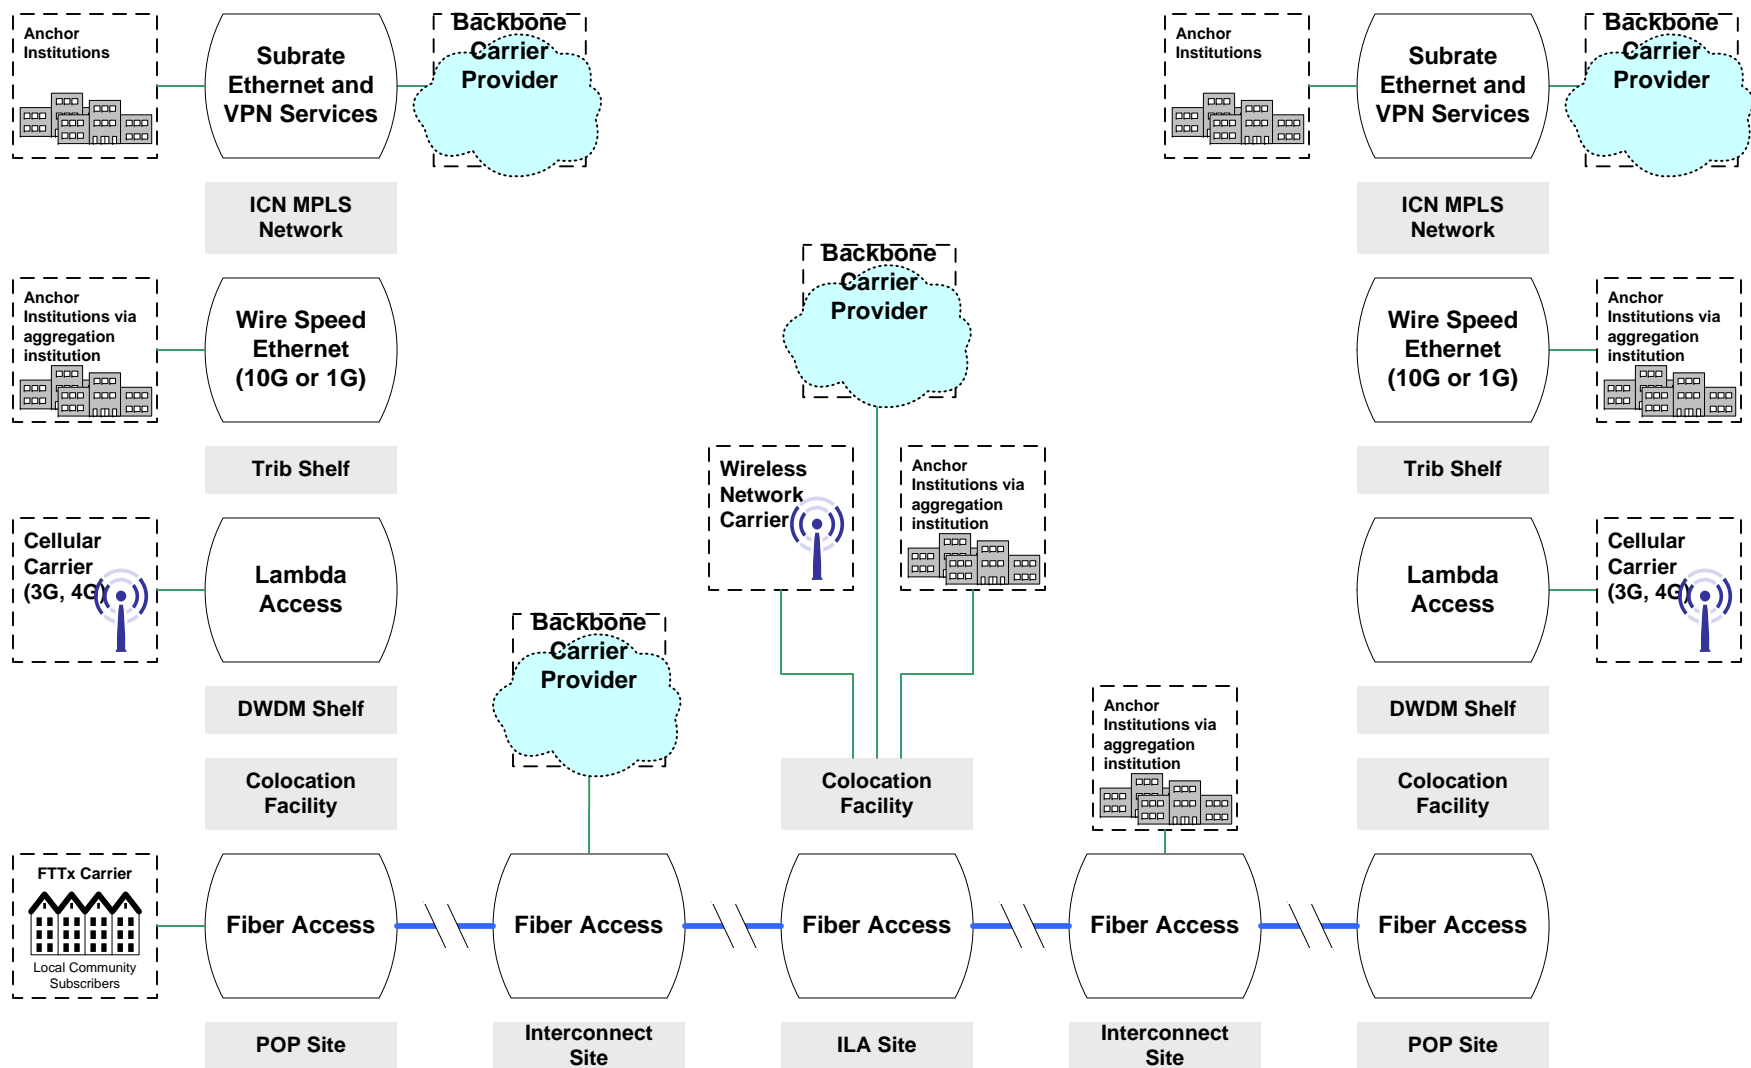 Anchor
Institutions
Subrate
Ethernet and
VPN Services
Backbone
Carrier
Provider
Anchor
Institutions
Subrate
Ethernet and
VPN Services
Backbone
Carrier
Provider
ICN MPLS
Network
ICN MPLS
Network
Backbone
Carrier
Provider
Anchor
Institutions via
aggregation
institution
Wire Speed
Ethernet
(10G or 1G)
Wire Speed
Ethernet
(10G or 1G)
Anchor
Institutions via
aggregation
institution
Trib Shelf
Wireless
Network
Carrier
Anchor
Institutions via
aggregation
institution
Trib Shelf
Cellular
Carrier
(3G, 4G)
Lambda
Access
Lambda
Access
Cellular
Carrier
(3G, 4G)
Backbone
Carrier
Provider
DWDM Shelf
Anchor
Institutions via
aggregation
institution
DWDM Shelf
Colocation
Facility
Colocation
Facility
Colocation
Facility
FTTx Carrier
Local Community
Subscribers
Fiber Access
Fiber Access
Fiber Access
Fiber Access
Fiber Access
POP Site
Interconnect
Site
ILA Site
Interconnect
Site
POP Site